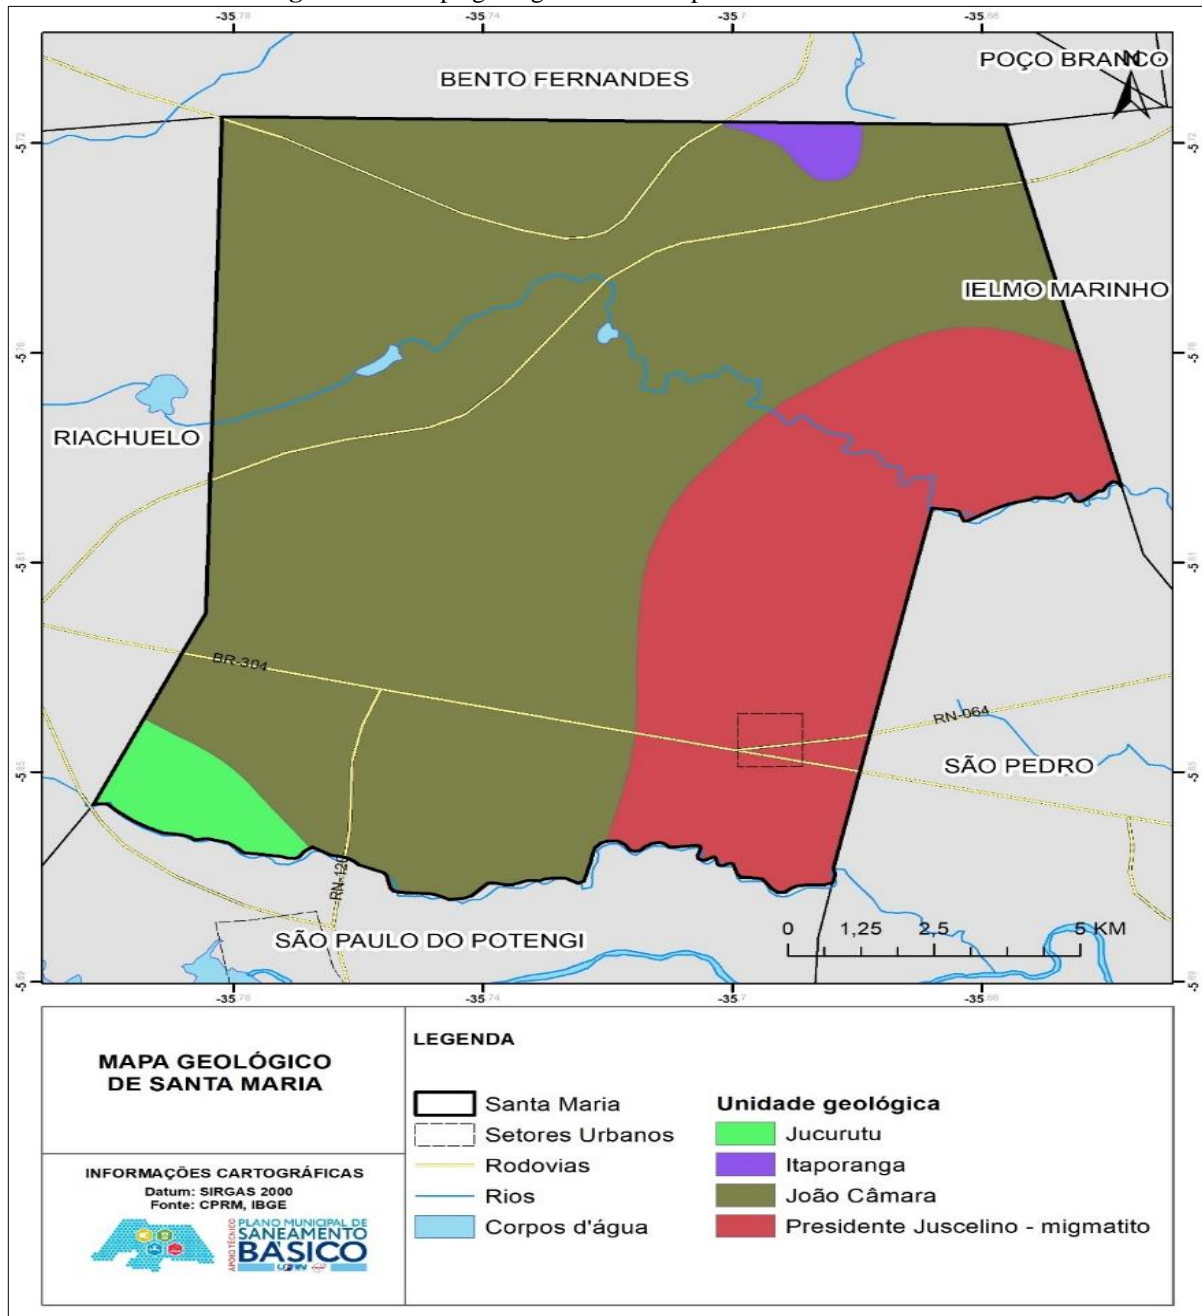 -35.78 -35.74 -35.7 -35.66
POÇO BRANCO
N
BENTO FERNANDES
-5.72 -5.72
IELMO MARINHO
-5.76 -5.76
RIACHUELO
-5.81 -5.81
BR-304
RN-064
SÃO PEDRO
-5.85 -5.85
RN-120
SÃO PAULO DO POTENGI
0 1,25 2,5 5 KM
-5.89 -5.89
-35.78 -35.74 -35.7 -35.66
MAPA GEOLÓGICO
DE SANTA MARIA
INFORMAÇÕES CARTOGRÁFICAS
Datum: SIRGAS 2000
Fonte: CPRM, IBGE
APOIO TÉCNICO
PLANO MUNICIPAL DE
SANEAMENTO
BÁSICO
LEGENDA
Santa Maria
Setores Urbanos
Rodovias
Rios
Corpos d'água
Unidade geológica
Jucurutu
Itaporanga
João Câmara
Presidente Juscelino - migmatito